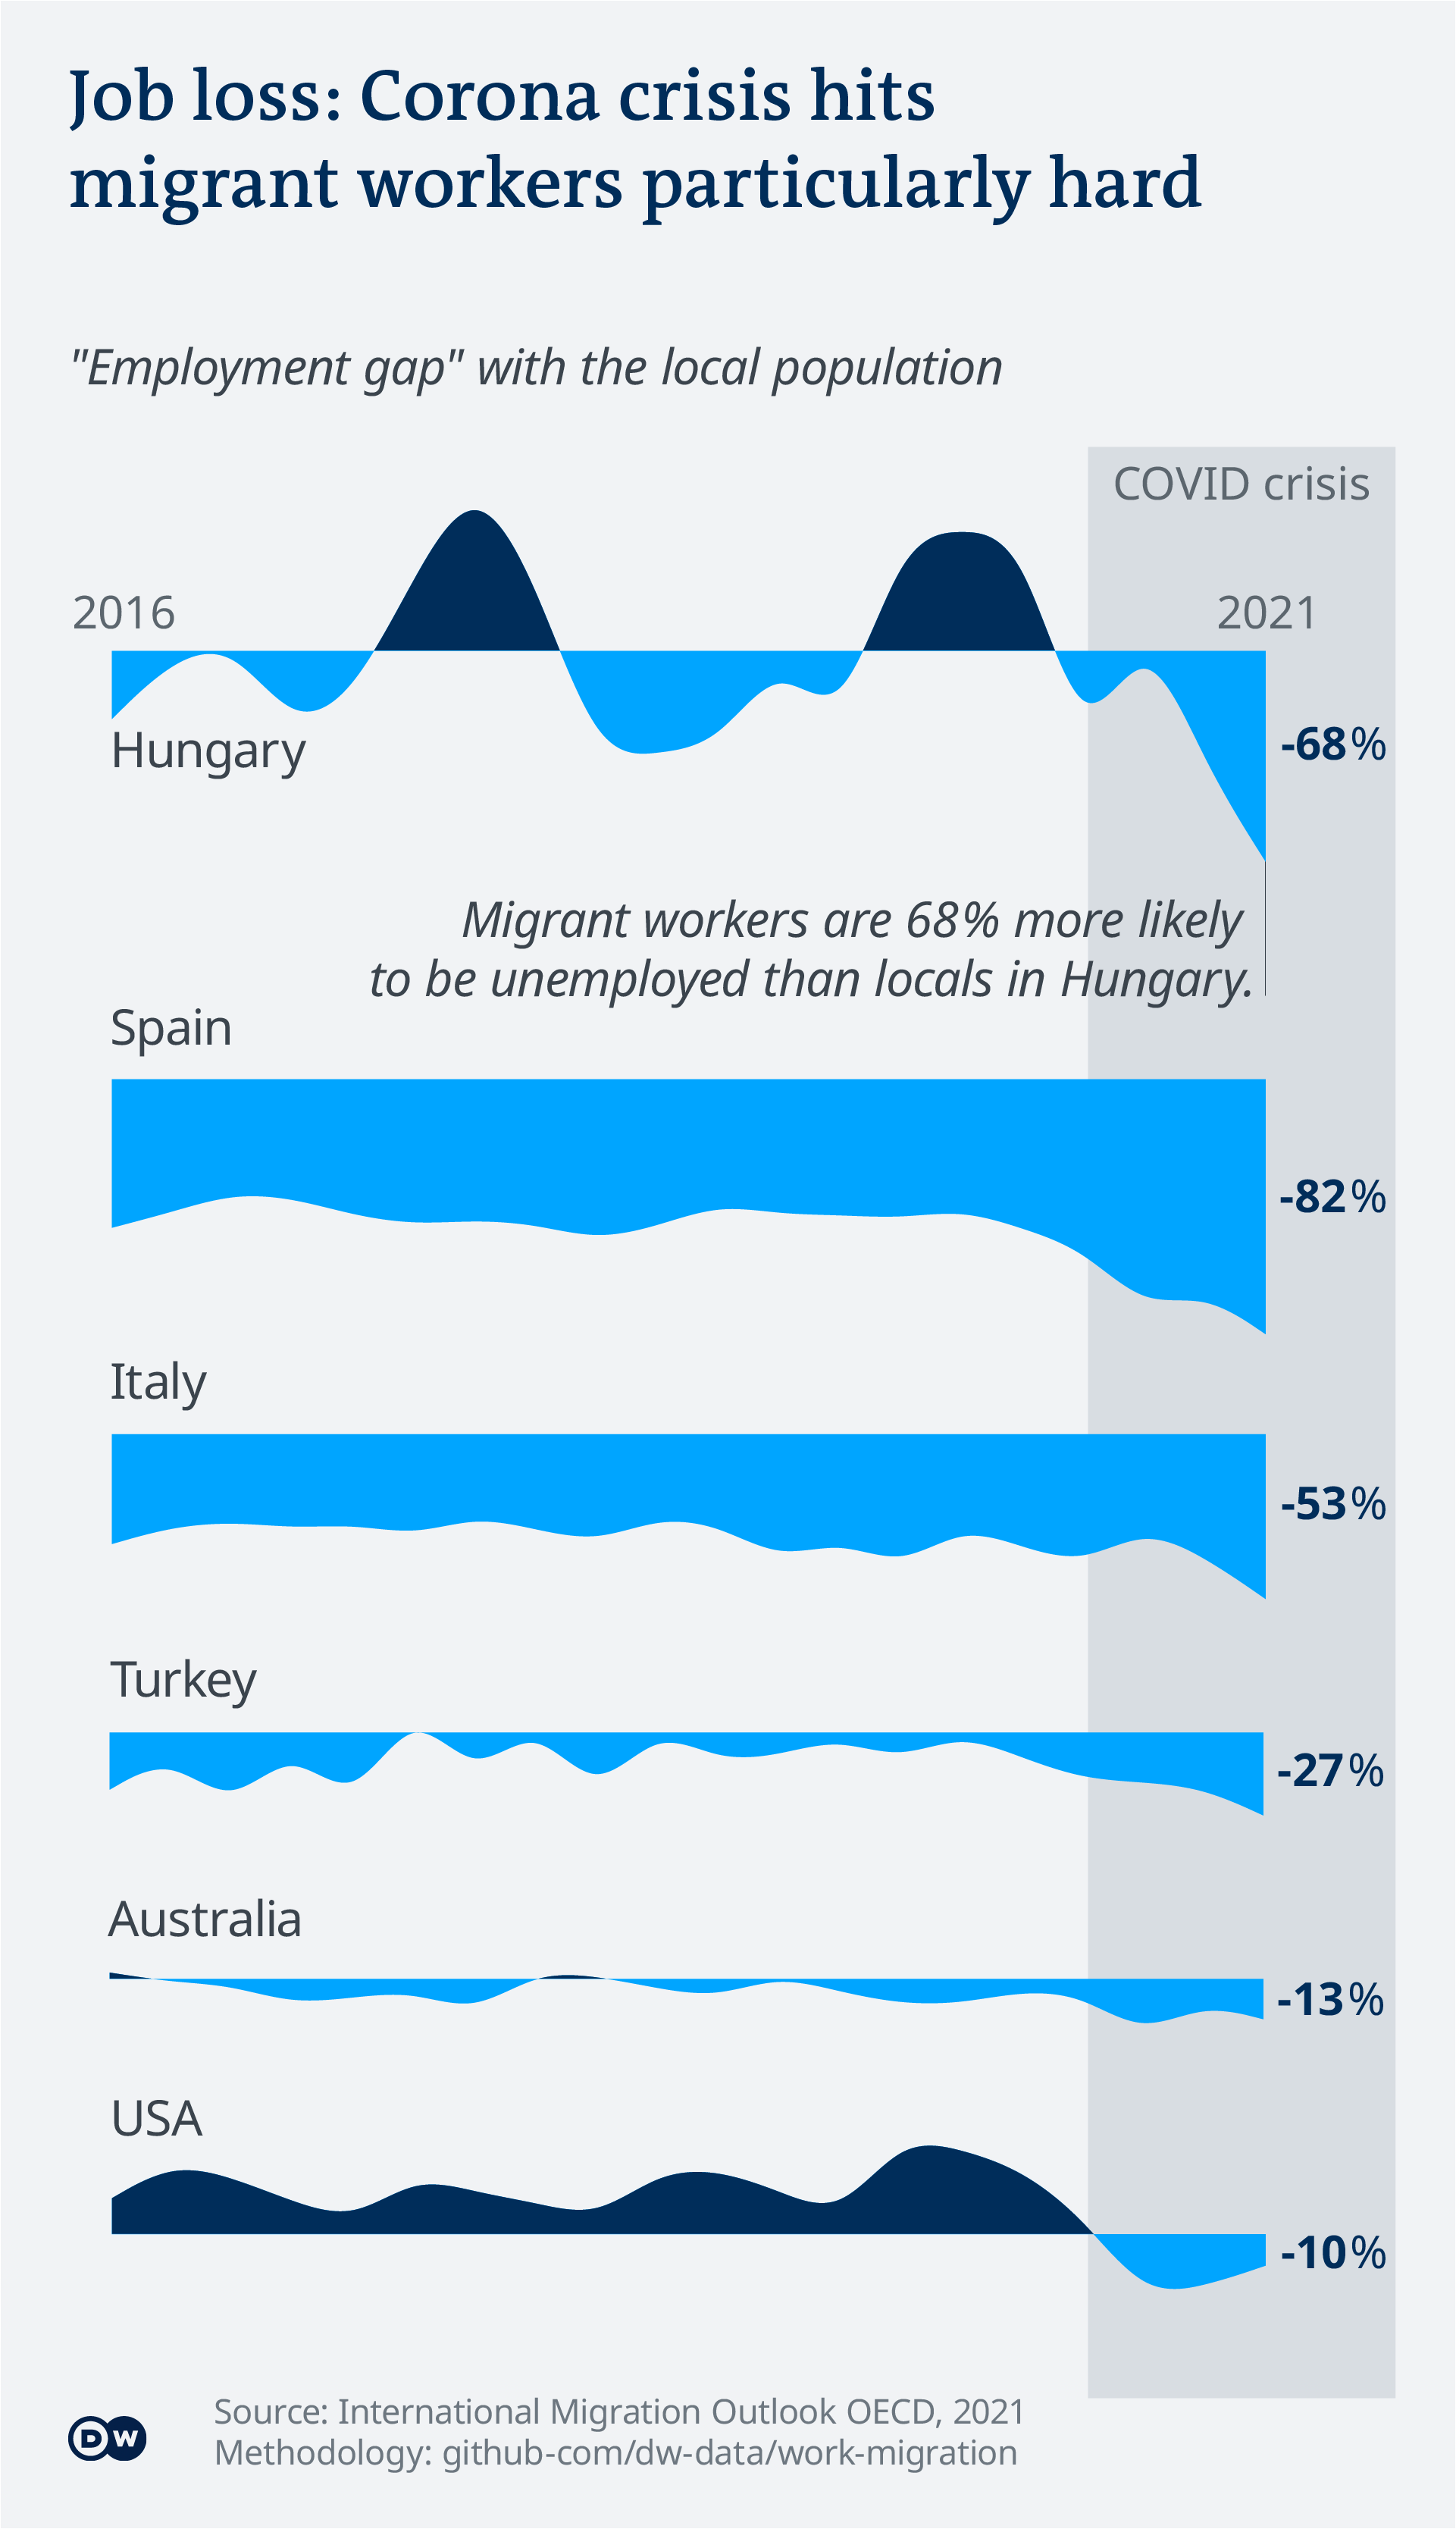 Job loss: Corona crisis hits
migrant workers particularly hard
"Employment gap" with the local population
COVID crisis
2016
2021
Hungary
-68%
Migrant workers are 68% more likely
to be unemployed than locals in Hungary.
Spain
-82%
Italy
-53%
Turkey
-27%
Australia
-13%
USA
-10%
DW
Source: International Migration Outlook OECD, 2021
Methodology: github-com/dw-data/work-migration